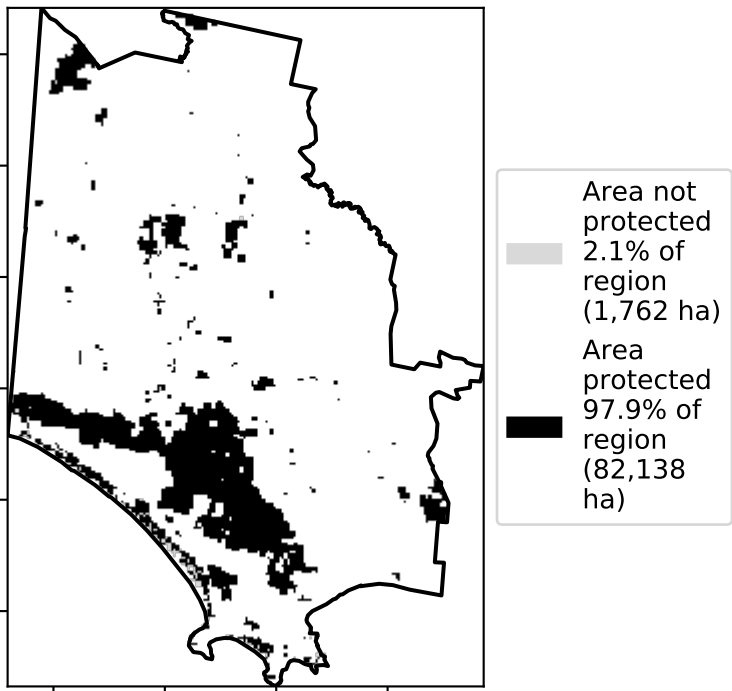 Area not
protected
2.1% of
region
(1,762 ha)
Area
protected
97.9% of
region
(82,138
ha)